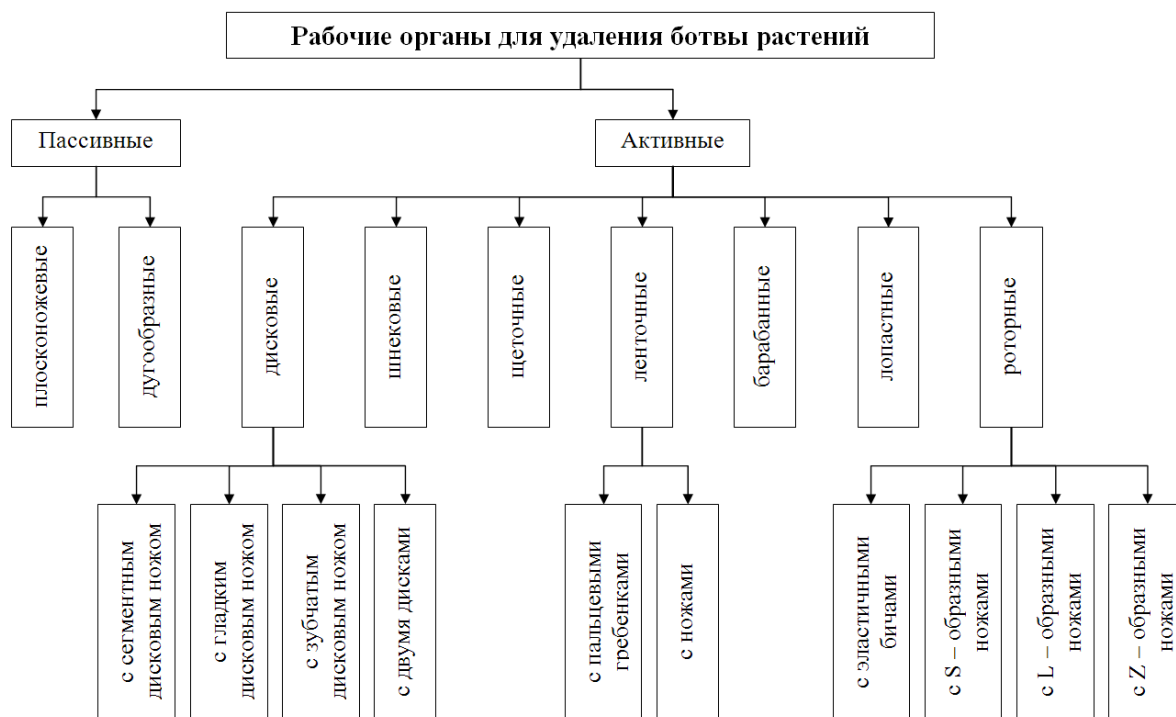 Рабочие органы для удаления ботвы растений
Пассивные
Активные
плосконожевые
дугообразные
дисковые
шнековые
щеточные
ленточные
барабанные
лопастные
роторные
с сегментным
дисковым ножом
с гладким
дисковым ножом
с зубчатым
дисковым ножом
с двумя дисками
с пальцевыми
гребенками
с ножами
с эластичными
бичами
с S – образными
ножами
с L – образными
ножами
с Z – образными
ножами